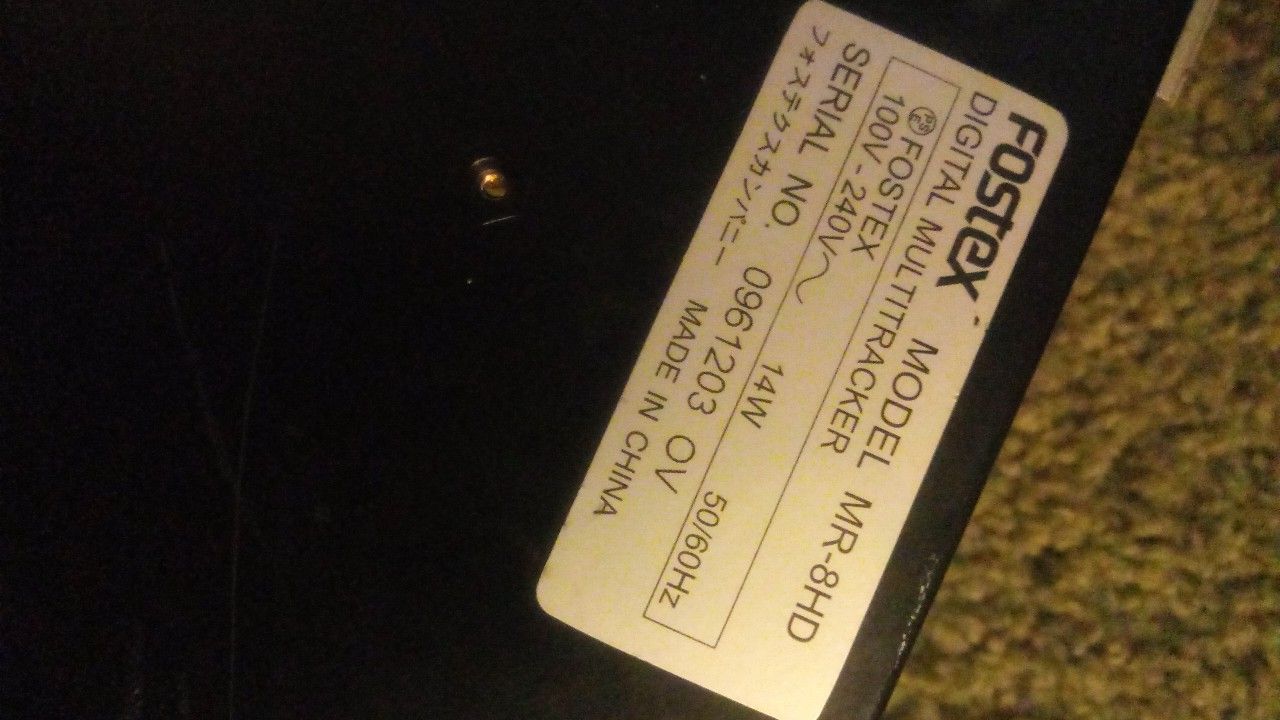 Fostex MODEL MR-8HD
DIGITAL MULTITRACKER
PS E FOSTEX
100V - 240V～ 14W 50/60Hz
SERIAL NO. 0961203 OV
フォステクスカンパニー MADE IN CHINA